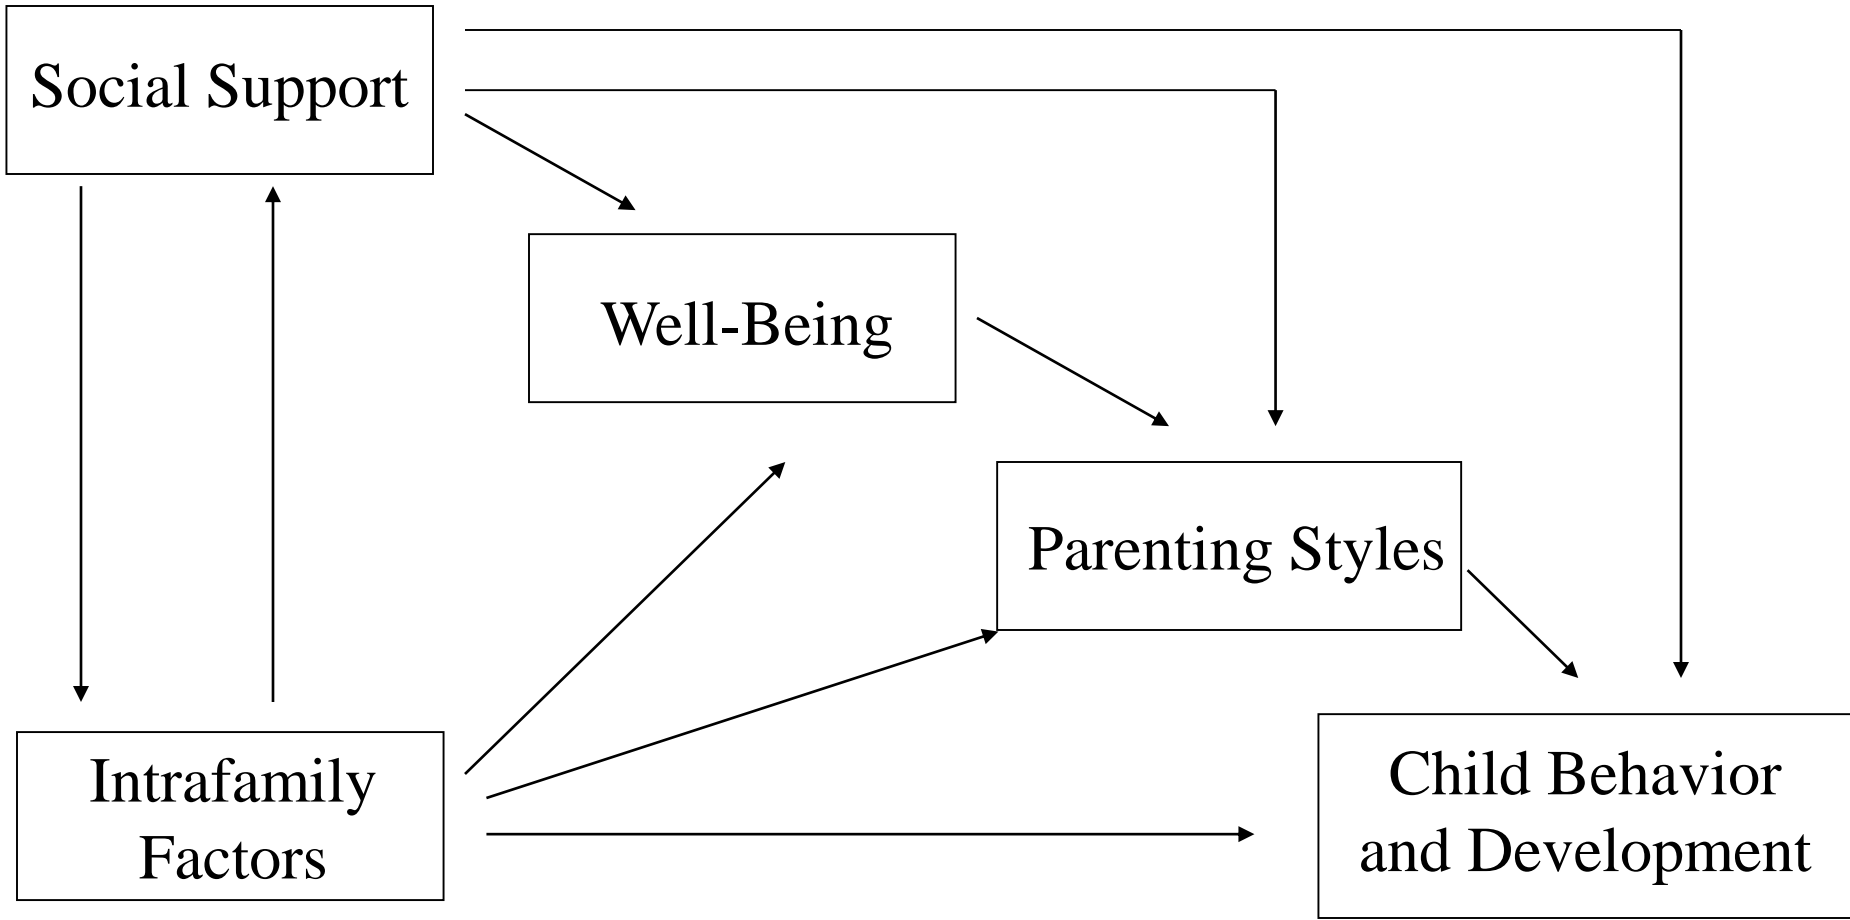 Social Support
Well-Being
Parenting Styles
Intrafamily
Factors
Child Behavior
and Development